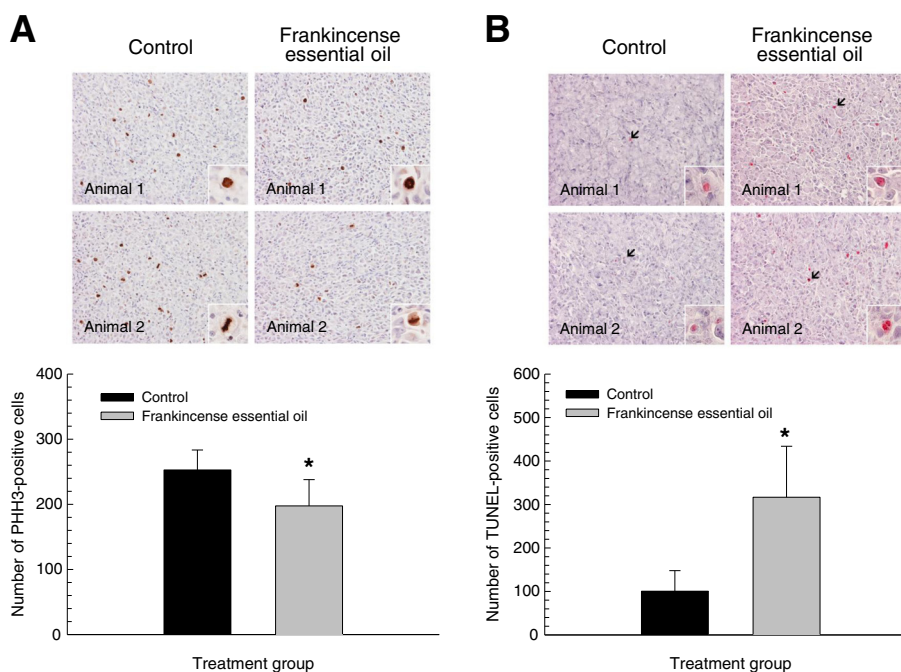 A
Control
Frankincense
essential oil
Animal 1
Animal 1
Animal 2
Animal 2
400
300
200
100
0
Number of PHH3-positive cells
Control
Frankincense essential oil
*
Treatment group
B
Control
Frankincense
essential oil
Animal 1
Animal 1
Animal 2
Animal 2
600
500
400
300
200
100
0
Number of TUNEL-positive cells
Control
Frankincense essential oil
*
Treatment group